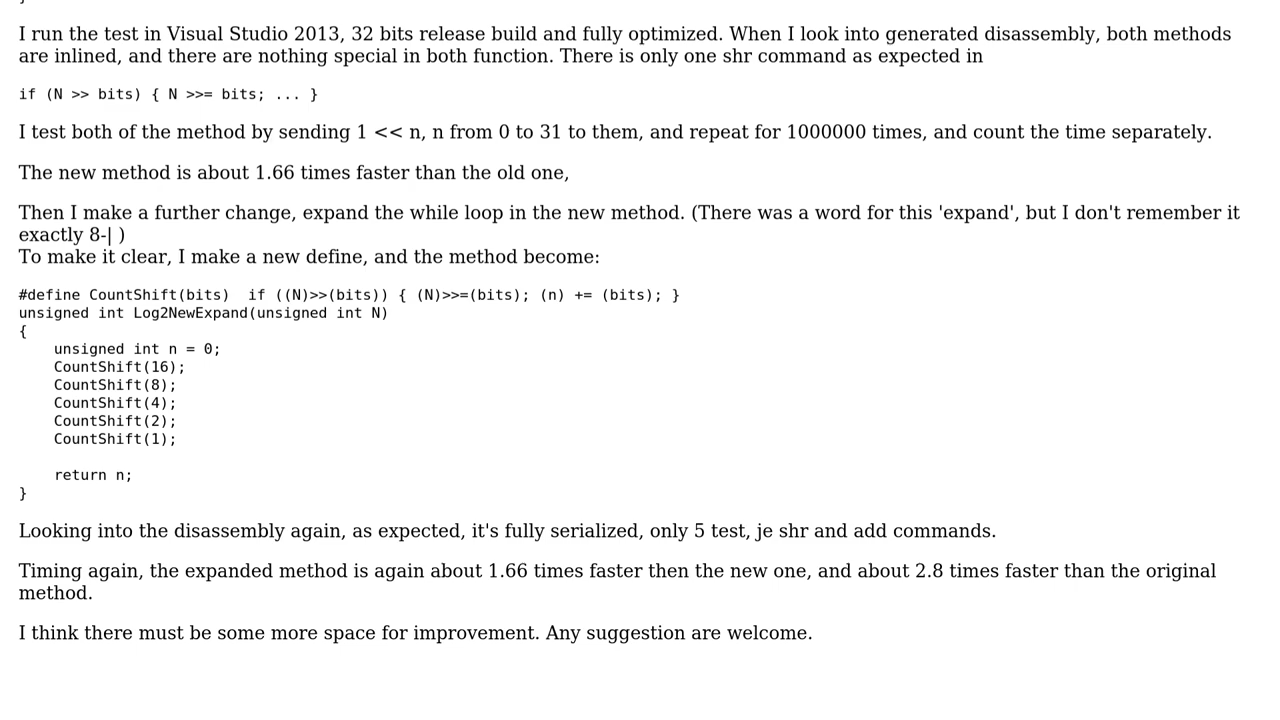 }
I run the test in Visual Studio 2013, 32 bits release build and fully optimized. When I look into generated disassembly, both methods
are inlined, and there are nothing special in both function. There is only one shr command as expected in
if (N >> bits) { N >>= bits; ... }
I test both of the method by sending 1 << n, n from 0 to 31 to them, and repeat for 1000000 times, and count the time separately.
The new method is about 1.66 times faster than the old one,
Then I make a further change, expand the while loop in the new method. (There was a word for this 'expand', but I don't remember it
exactly 8-| )
To make it clear, I make a new define, and the method become:
#define CountShift(bits)  if ((N)>>(bits)) { (N)>>=(bits); (n) += (bits); }
unsigned int Log2NewExpand(unsigned int N)
{
    unsigned int n = 0;
    CountShift(16);
    CountShift(8);
    CountShift(4);
    CountShift(2);
    CountShift(1);
    return n;
}
Looking into the disassembly again, as expected, it's fully serialized, only 5 test, je shr and add commands.
Timing again, the expanded method is again about 1.66 times faster then the new one, and about 2.8 times faster than the original
method.
I think there must be some more space for improvement. Any suggestion are welcome.